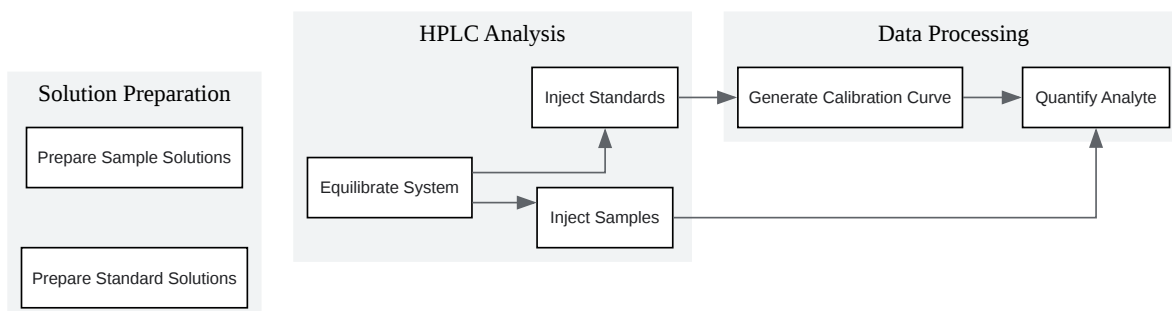 Solution Preparation
Prepare Sample Solutions
Prepare Standard Solutions
HPLC Analysis
Equilibrate System
Inject Standards
Inject Samples
Data Processing
Generate Calibration Curve
Quantify Analyte